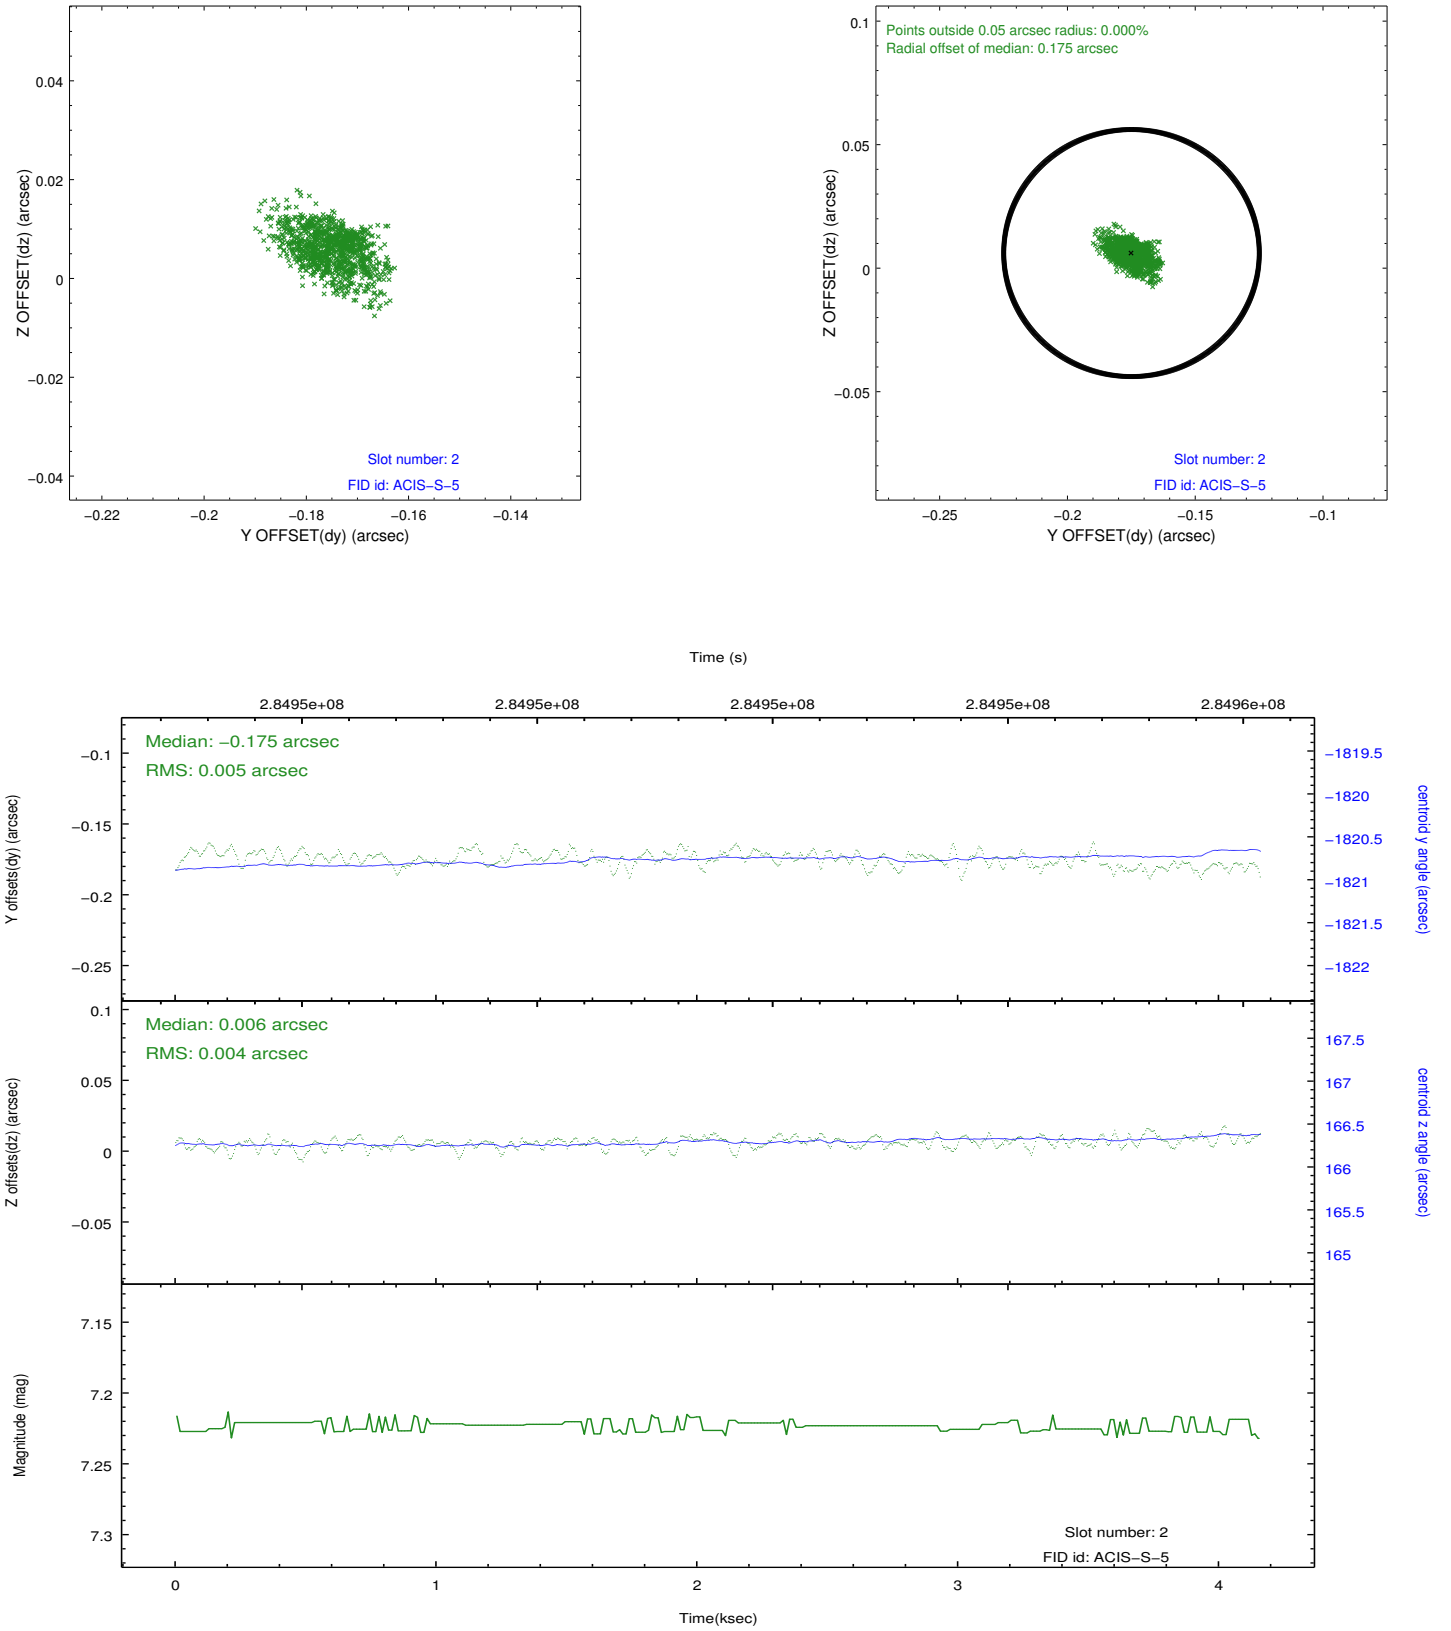 0.04
0.02
0
−0.02
−0.04
Z OFFSET(dz) (arcsec)
Slot number: 2
FID id: ACIS−S−5
−0.22
−0.2
−0.18
−0.16
−0.14
Y OFFSET(dy) (arcsec)
Points outside 0.05 arcsec radius: 0.000%
Radial offset of median: 0.175 arcsec
0.1
0.05
0
−0.05
Z OFFSET(dz) (arcsec)
Slot number: 2
FID id: ACIS−S−5
−0.25
−0.2
−0.15
−0.1
Y OFFSET(dy) (arcsec)
Time (s)
2.8495e+08
2.8495e+08
2.8495e+08
2.8495e+08
2.8496e+08
Median: −0.175 arcsec
RMS: 0.005 arcsec
−0.1
−0.15
−0.2
−0.25
Y offsets(dy) (arcsec)
−1819.5
−1820
−1820.5
−1821
−1821.5
−1822
centroid y angle (arcsec)
Median: 0.006 arcsec
RMS: 0.004 arcsec
0.1
0.05
0
−0.05
Z offsets(dz) (arcsec)
167.5
167
166.5
166
165.5
165
centroid z angle (arcsec)
7.15
7.2
7.25
7.3
Magnitude (mag)
Slot number: 2
FID id: ACIS−S−5
0
1
2
3
4
Time(ksec)